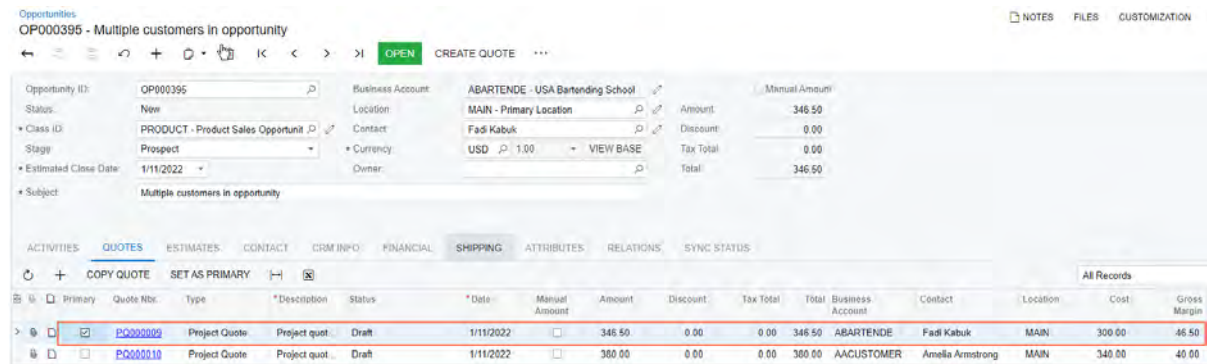 Opportunities
OP000395 - Multiple customers in opportunity
NOTES FILES CUSTOMIZATION
OPEN CREATE QUOTE ...
Opportunity ID: OP000395 Business Account: ABARTENDE - USA Bartending School Manual Amount
Status: New Location: MAIN - Primary Location Amount: 346.50
* Class ID: PRODUCT - Product Sales Opportunit Contact: Fadi Kabuk Discount: 0.00
Stage: Prospect * Currency: USD 1.00 VIEW BASE Tax Total: 0.00
* Estimated Close Date: 1/11/2022 Owner: Total: 346.50
* Subject: Multiple customers in opportunity
ACTIVITIES QUOTES ESTIMATES CONTACT CRM INFO FINANCIAL SHIPPING ATTRIBUTES RELATIONS SYNC STATUS
COPY QUOTE SET AS PRIMARY All Records
Primary Quote Nbr. Type *Description Status *Date Manual Amount Amount Discount Tax Total Total Business Account Contact Location Cost Gross Margin
PQ000009 Project Quote Project quot... Draft 1/11/2022 346.50 0.00 0.00 346.50 ABARTENDE Fadi Kabuk MAIN 300.00 46.50
PQ000010 Project Quote Project quot... Draft 1/11/2022 380.00 0.00 0.00 380.00 AACUSTOMER Amelia Armstrong MAIN 340.00 40.00